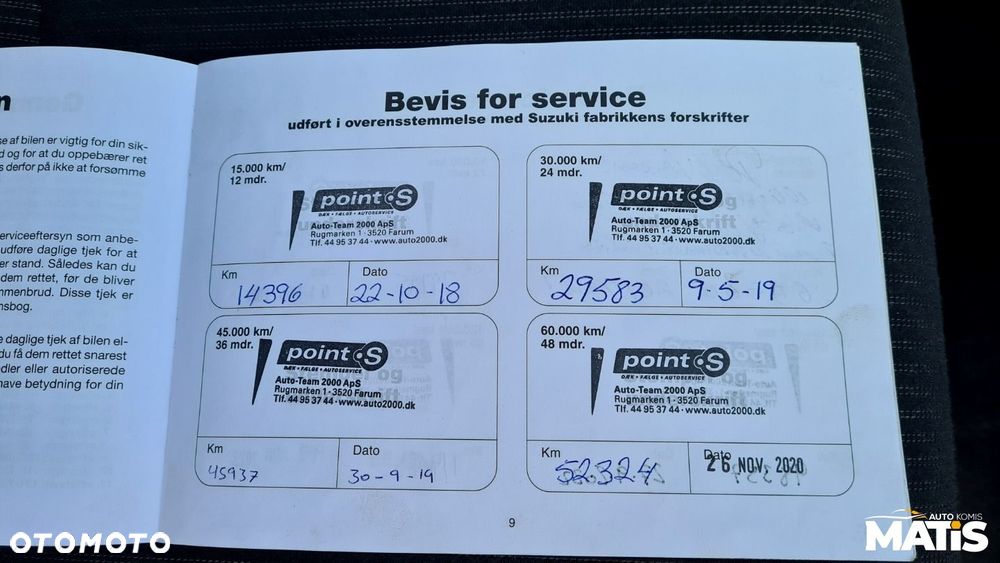 n
se af bilen er vigtig for din sik-
d og for at du oppebærer ret
s derfor på ikke at forsømme
serviceeftersyn som anbe-
udføre daglige tjek for at
er stand. Således kan du
dem rettet, før de bliver
mmenbrud. Disse tjek er
nsbog.
e daglige tjek af bilen el-
du få dem rettet snarest
dler eller autoriserede
have betydning for din
Bevis for service
udført i overensstemmelse med Suzuki fabrikkens forskrifter
15.000 km/
12 mdr.
point S
DÆK • FÆLGE • AUTOSERVICE
Auto-Team 2000 ApS
Rugmarken 1 · 3520 Farum
Tlf. 44 95 37 44 · www.auto2000.dk
Km
Dato
14396
22-10-18
30.000 km/
24 mdr.
point S
DÆK • FÆLGE • AUTOSERVICE
Auto-Team 2000 ApS
Rugmarken 1 · 3520 Farum
Tlf. 44 95 37 44 · www.auto2000.dk
Km
Dato
29583
9-5-19
45.000 km/
36 mdr.
point S
DÆK • FÆLGE • AUTOSERVICE
Auto-Team 2000 ApS
Rugmarken 1 · 3520 Farum
Tlf. 44 95 37 44 · www.auto2000.dk
Km
Dato
45937
30-9-19
60.000 km/
48 mdr.
point S
DÆK • FÆLGE • AUTOSERVICE
Auto-Team 2000 ApS
Rugmarken 1 · 3520 Farum
Tlf. 44 95 37 44 · www.auto2000.dk
Km
Dato
52324
26 NOV. 2020
9
OTOMOTO
AUTO KOMIS
MATIS